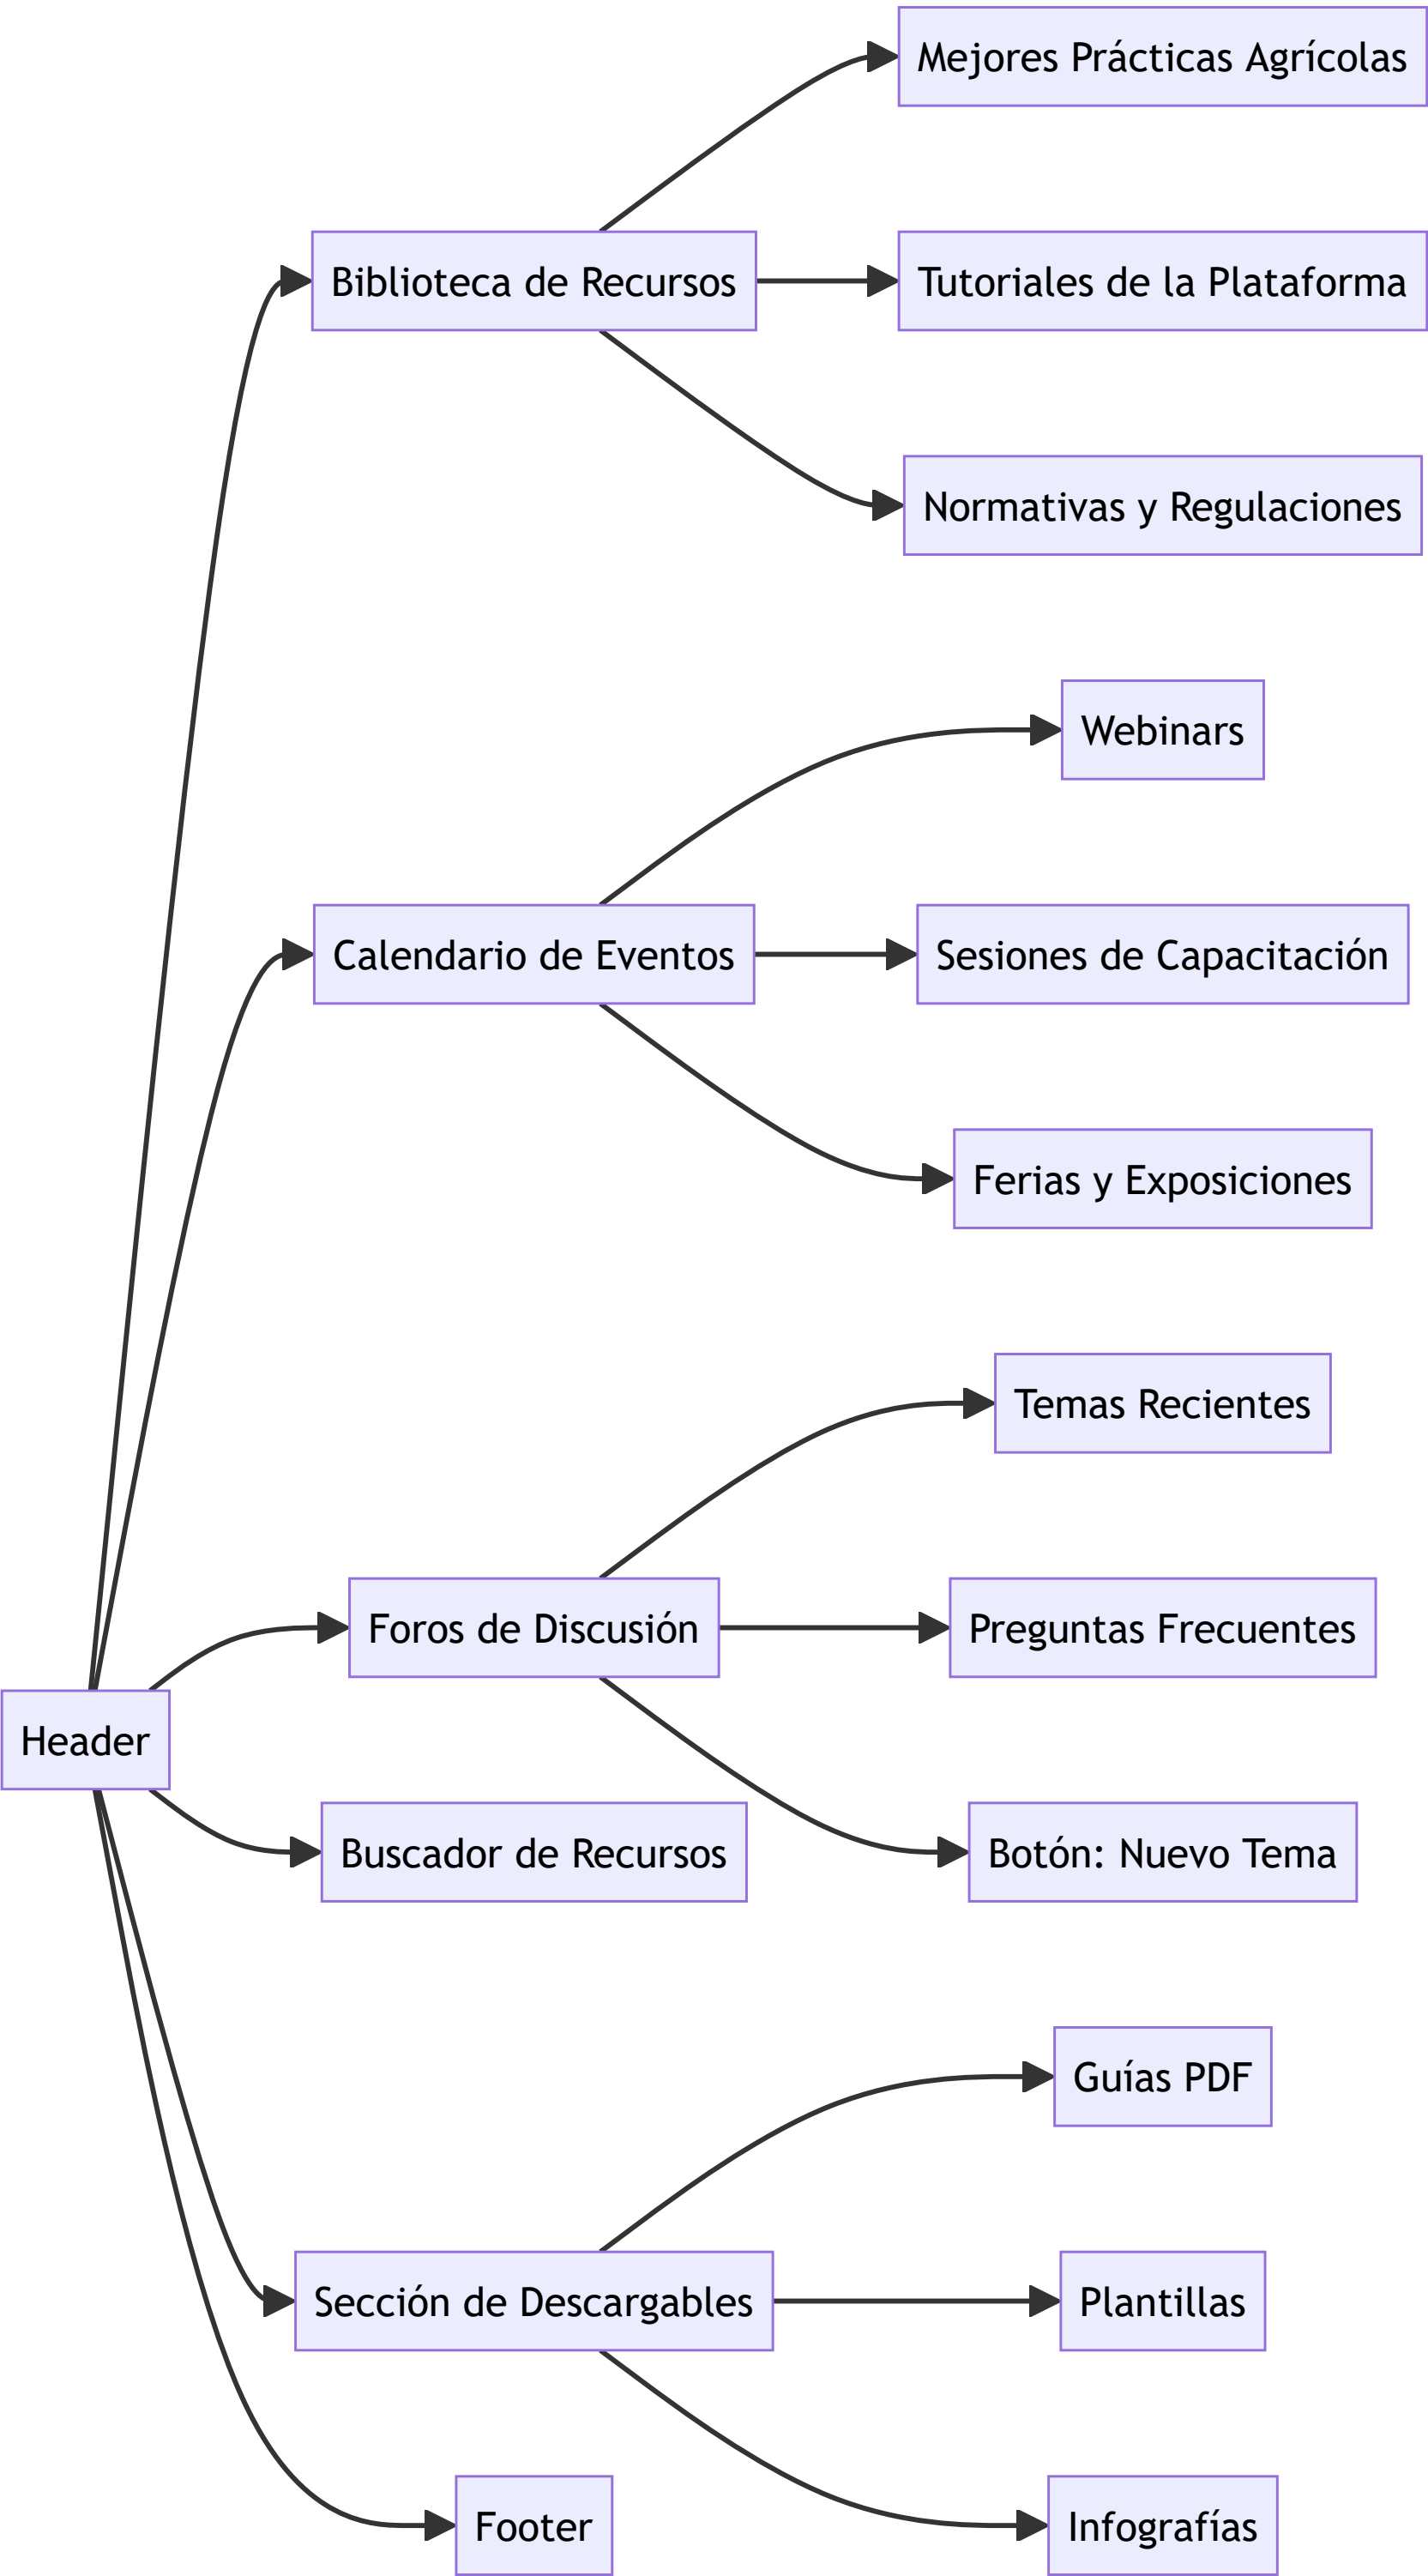 Header
Biblioteca de Recursos
Mejores Prácticas Agrícolas
Tutoriales de la Plataforma
Normativas y Regulaciones
Calendario de Eventos
Webinars
Sesiones de Capacitación
Ferias y Exposiciones
Foros de Discusión
Temas Recientes
Preguntas Frecuentes
Botón: Nuevo Tema
Buscador de Recursos
Sección de Descargables
Guías PDF
Plantillas
Infografías
Footer